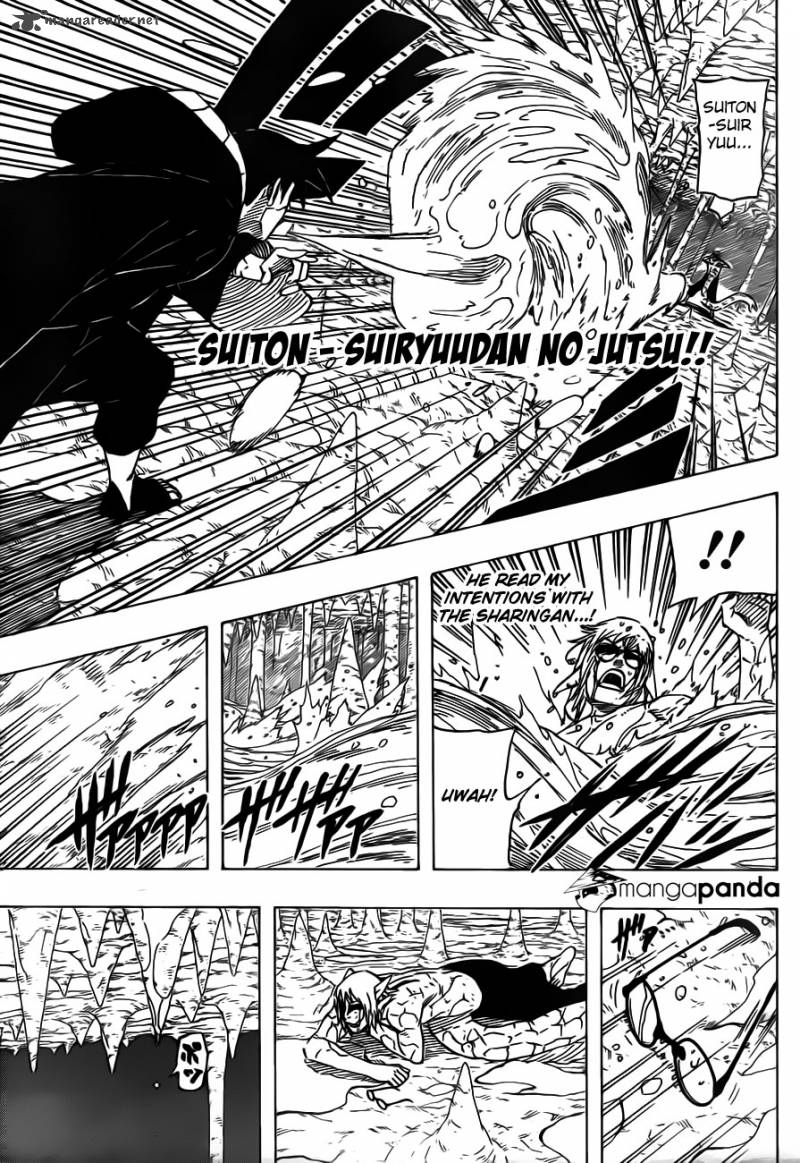 mangareader.net
SUITON
-SUIR
YUU...
SUITON - SUIRYUUDAN NO JUTSU!!
!!
HE READ MY
INTENTIONS WITH
THE SHARINGAN...!
UWAH!
mangapanda